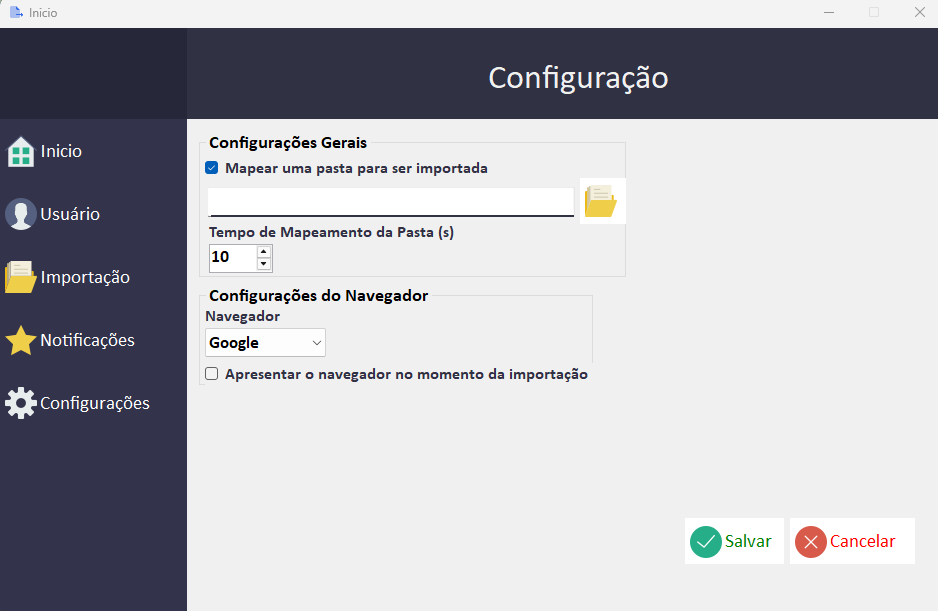 Inicio
Configuração
Inicio
Usuário
Importação
Notificações
Configurações
Configurações Gerais
Mapear uma pasta para ser importada
Tempo de Mapeamento da Pasta (s)
10
Configurações do Navegador
Navegador
Google
Apresentar o navegador no momento da importação
Salvar
Cancelar